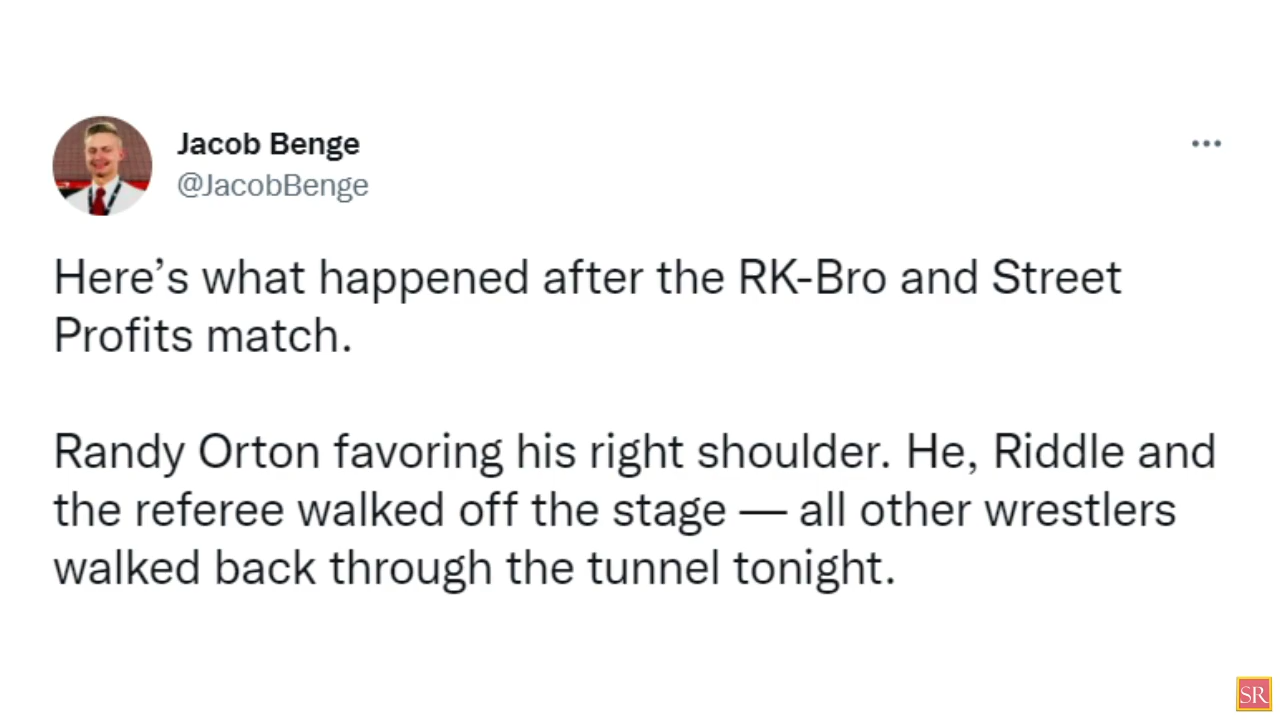 Jacob Benge
@JacobBenge
Here’s what happened after the RK-Bro and Street
Profits match.
Randy Orton favoring his right shoulder. He, Riddle and
the referee walked off the stage — all other wrestlers
walked back through the tunnel tonight.
SR